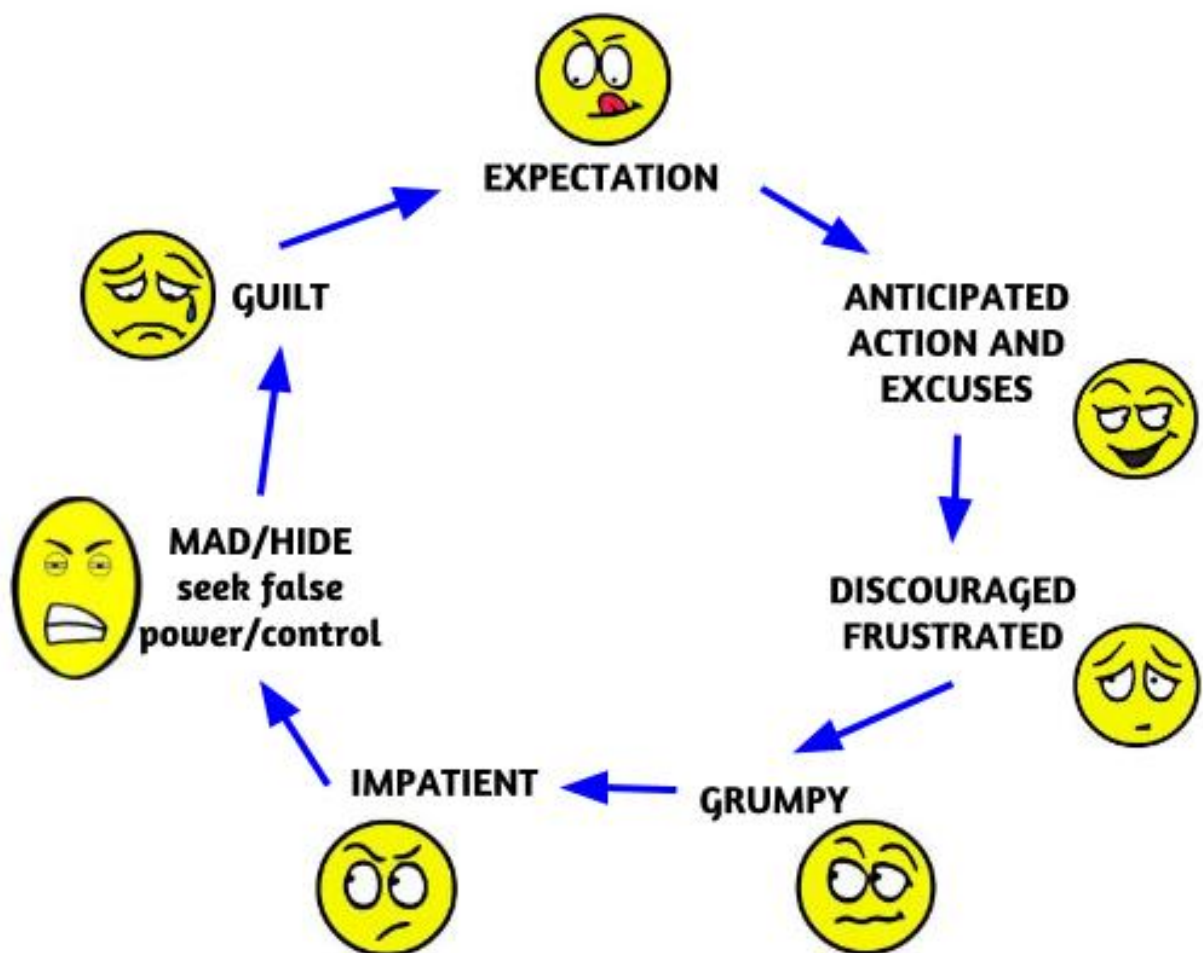 EXPECTATION
ANTICIPATED
ACTION AND
EXCUSES
DISCOURAGED
FRUSTRATED
GRUMPY
IMPATIENT
MAD/HIDE
seek false
power/control
GUILT